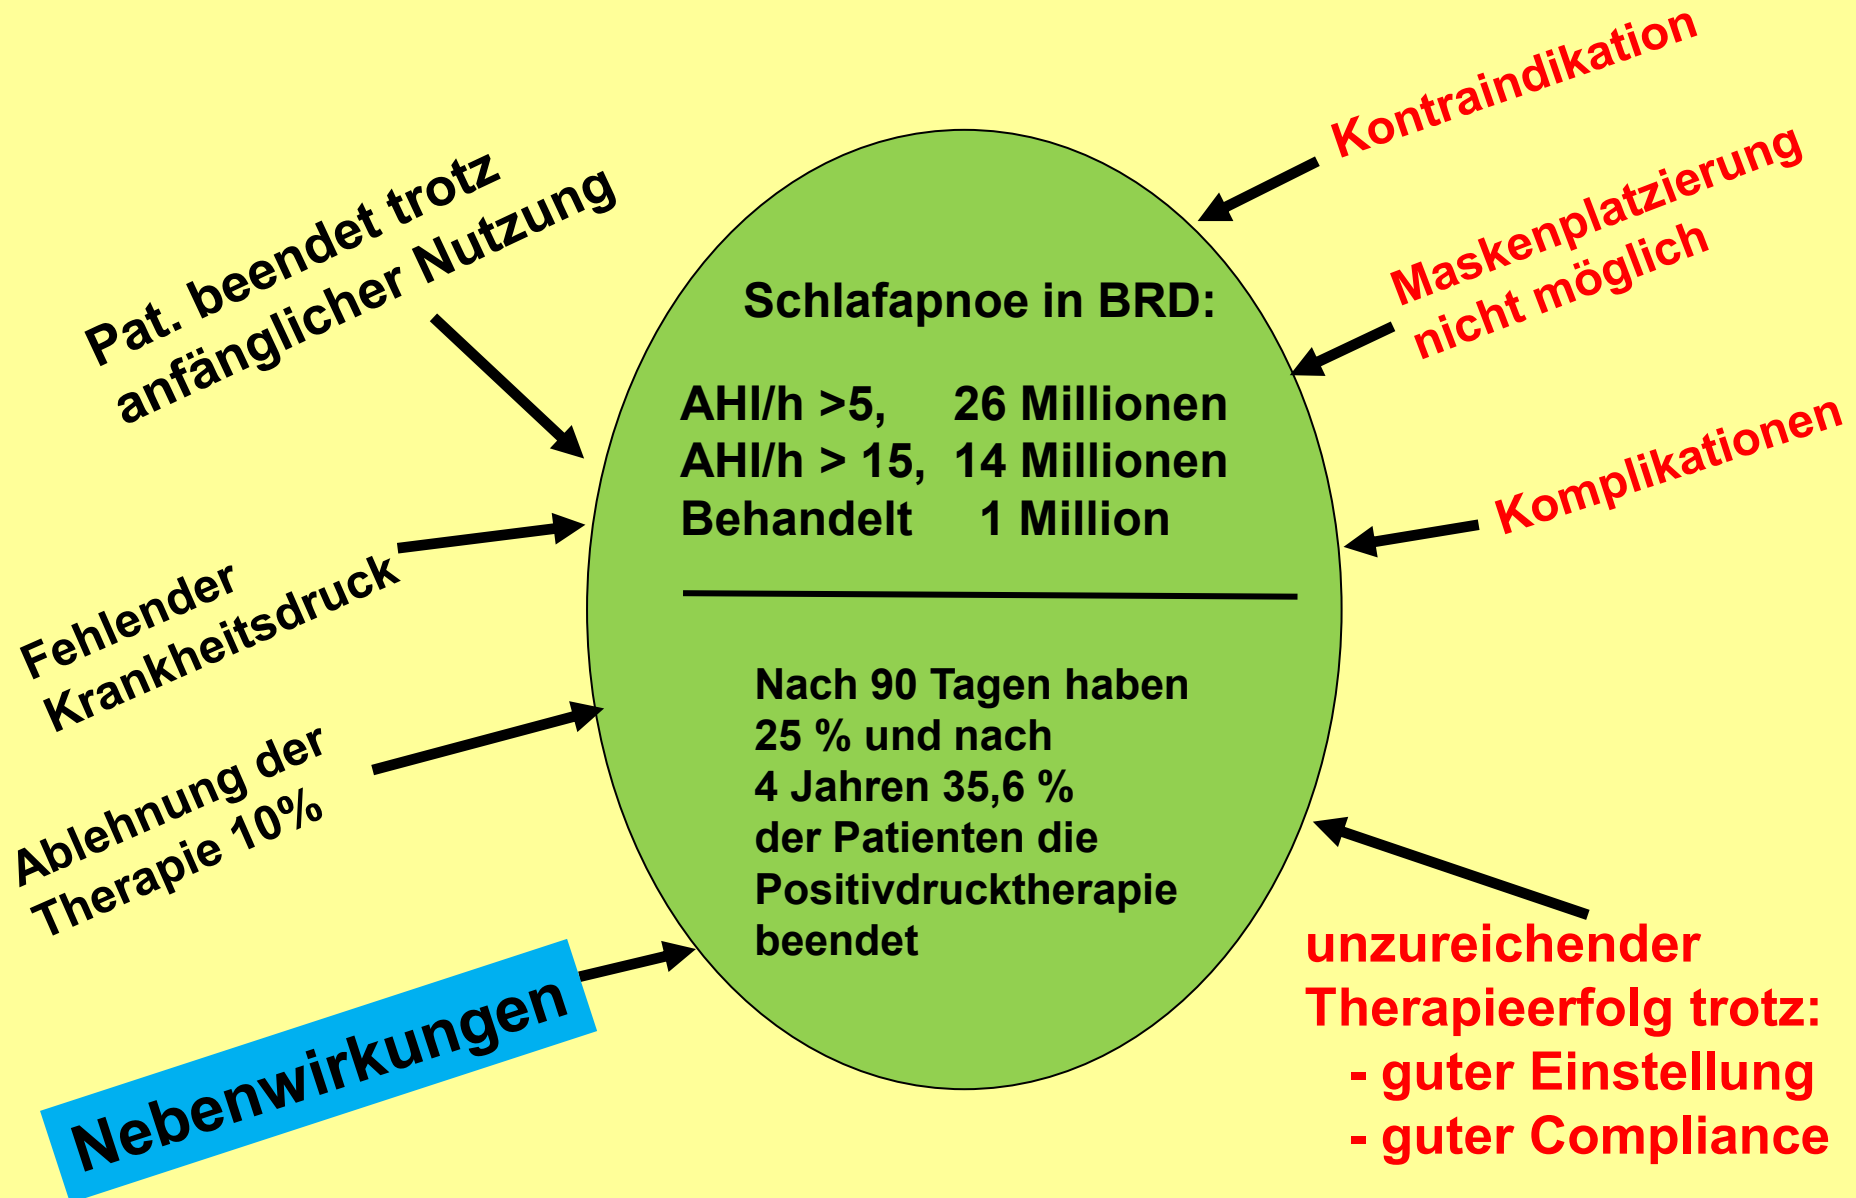 Pat. beendet trotz
anfänglicher Nutzung
Fehlender
Krankheitsdruck
Ablehnung der
Therapie 10%
Nebenwirkungen
Schlafapnoe in BRD:
AHI/h >5, 26 Millionen
AHI/h > 15, 14 Millionen
Behandelt 1 Million
Nach 90 Tagen haben
25 % und nach
4 Jahren 35,6 %
der Patienten die
Positivdrucktherapie
beendet
Kontraindikation
Maskenplatzierung
nicht möglich
Komplikationen
unzureichender
Therapieerfolg trotz:
- guter Einstellung
- guter Compliance